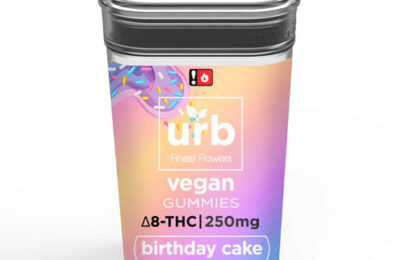 !
urb
Finest Flowers
vegan
GUMMIES
Δ8-THC|250mg
birthday cake